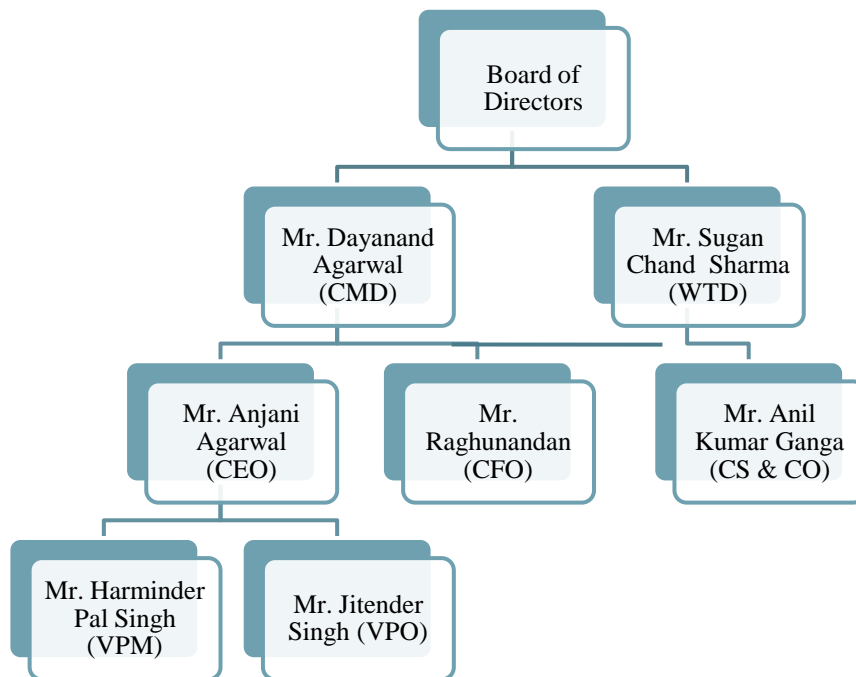 Board of
Directors
Mr. Dayanand
Agarwal
(CMD)
Mr. Sugan
Chand  Sharma
(WTD)
Mr. Anjani
Agarwal
(CEO)
Mr.
Raghunandan
(CFO)
Mr. Anil
Kumar Ganga
(CS & CO)
Mr. Harminder
Pal Singh
(VPM)
Mr. Jitender
Singh (VPO)